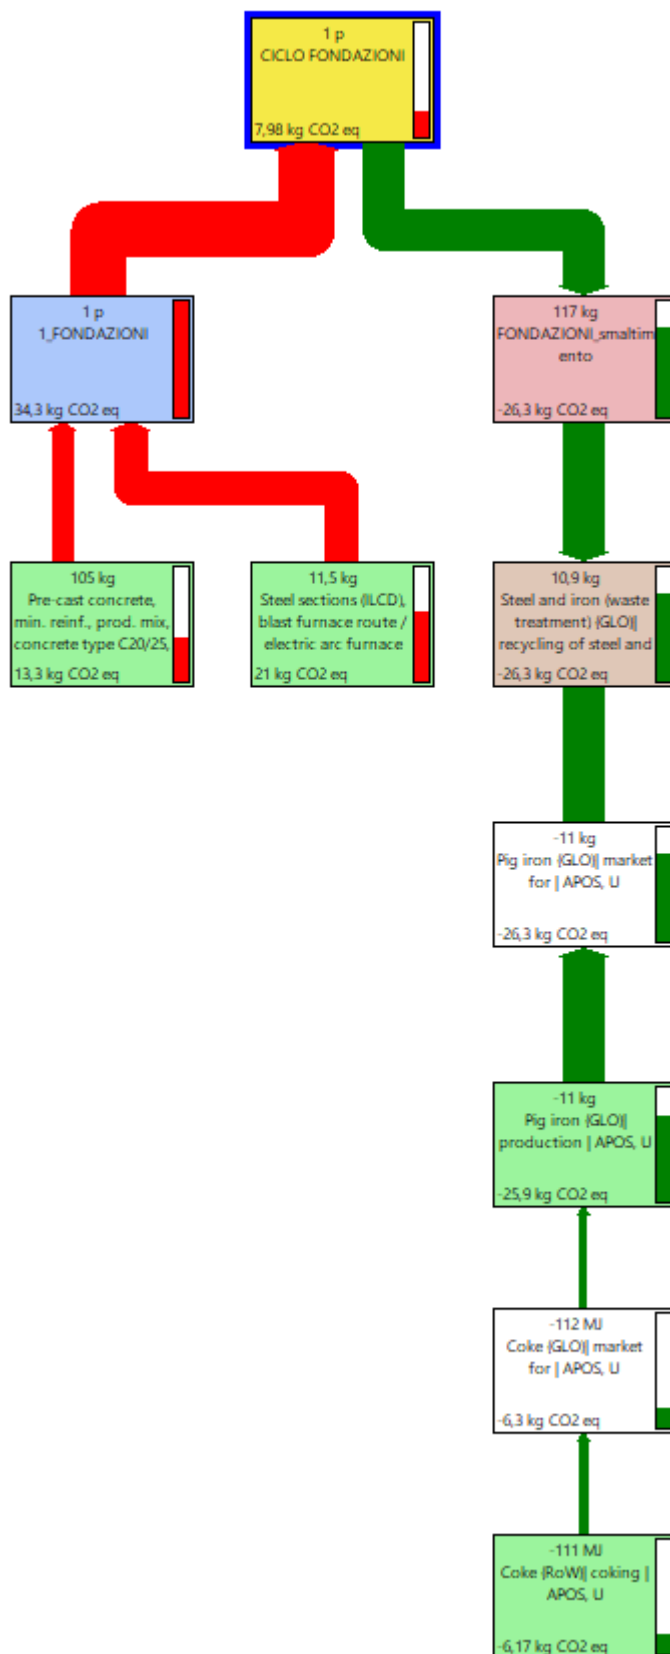 1 p
CICLO FONDAZIONI
7,98 kg CO2 eq
1 p
1_FONDAZIONI
34,3 kg CO2 eq
117 kg
FONDAZIONI_smaltim
ento
-26,3 kg CO2 eq
105 kg
Pre-cast concrete,
min. reinf., prod. mix,
concrete type C20/25,
13,3 kg CO2 eq
11,5 kg
Steel sections (ILCD),
blast furnace route /
electric arc furnace
21 kg CO2 eq
10,9 kg
Steel and iron (waste
treatment) {GLO}|
recycling of steel and
-26,3 kg CO2 eq
-11 kg
Pig iron {GLO}| market
for | APOS, U
-26,3 kg CO2 eq
-11 kg
Pig iron {GLO}|
production | APOS, U
-25,9 kg CO2 eq
-112 MJ
Coke {GLO}| market
for | APOS, U
-6,3 kg CO2 eq
-111 MJ
Coke {RoW}| coking |
APOS, U
-6,17 kg CO2 eq